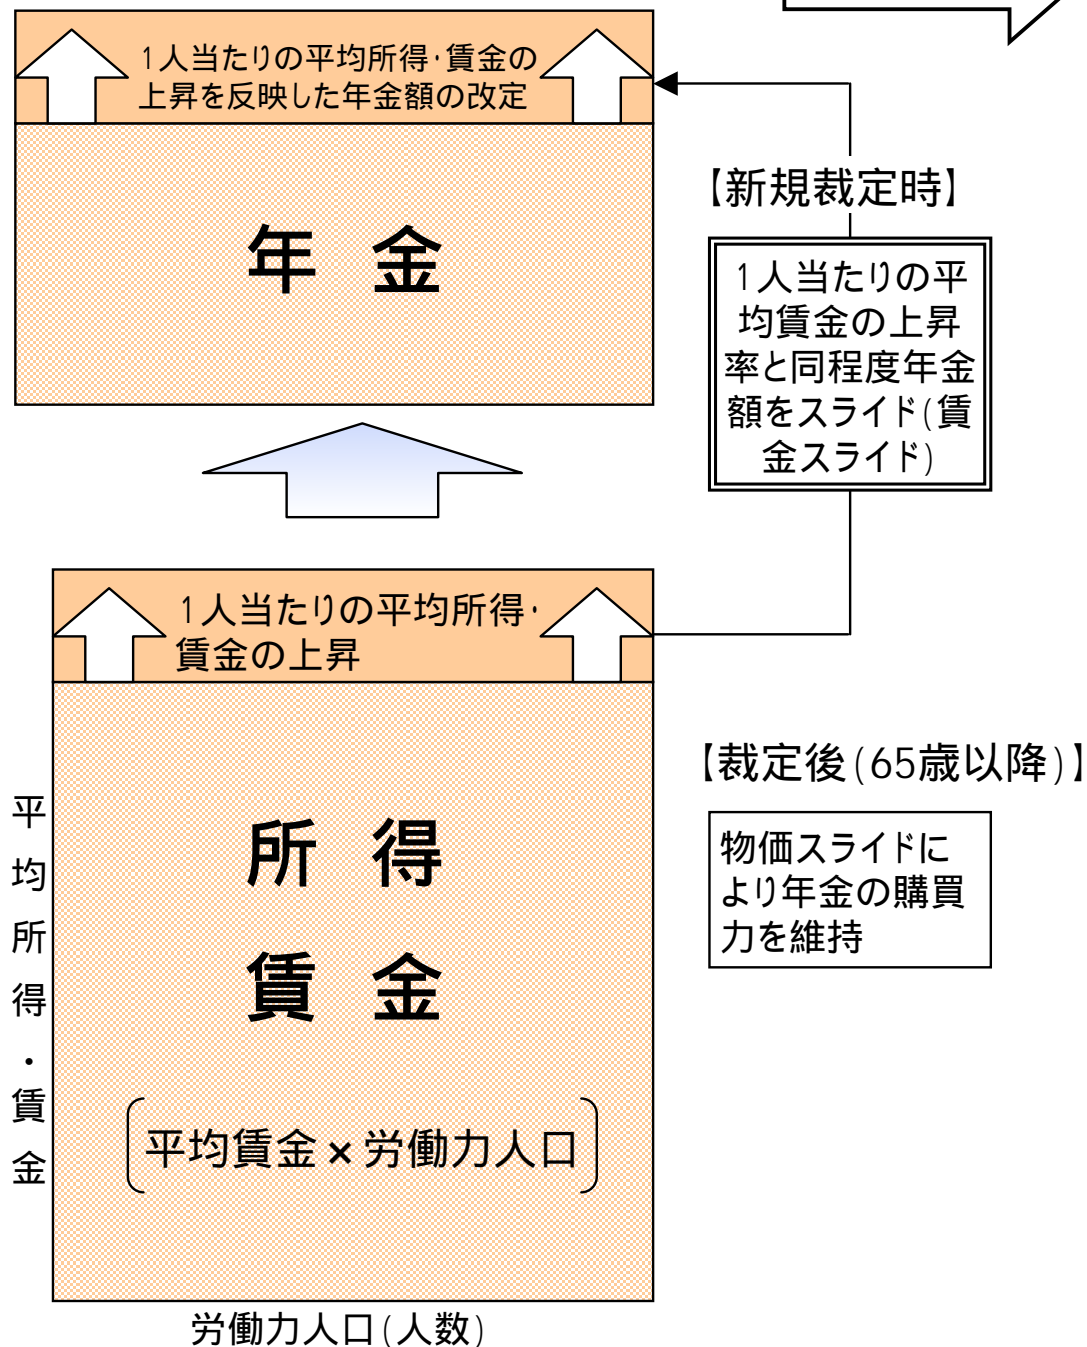 1人当たりの平均所得･賃金の
上昇を反映した年金額の改定
年 金
【新規裁定時】
1人当たりの平
均賃金の上昇
率と同程度年金
額をスライド(賃
金スライド)
1人当たりの平均所得･
賃金の上昇
所 得
賃 金
平均賃金×労働力人口
平均所得・賃金
労働力人口(人数)
【裁定後(65歳以降)】
物価スライドに
より年金の購買
力を維持